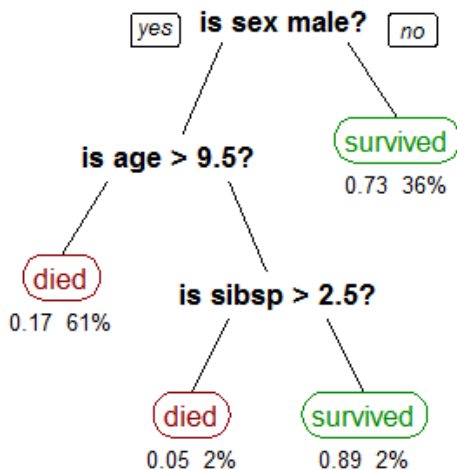 yes is sex male? no
is age > 9.5?
survived
0.73 36%
died
0.17 61%
is sibsp > 2.5?
died survived
0.05 2% 0.89 2%